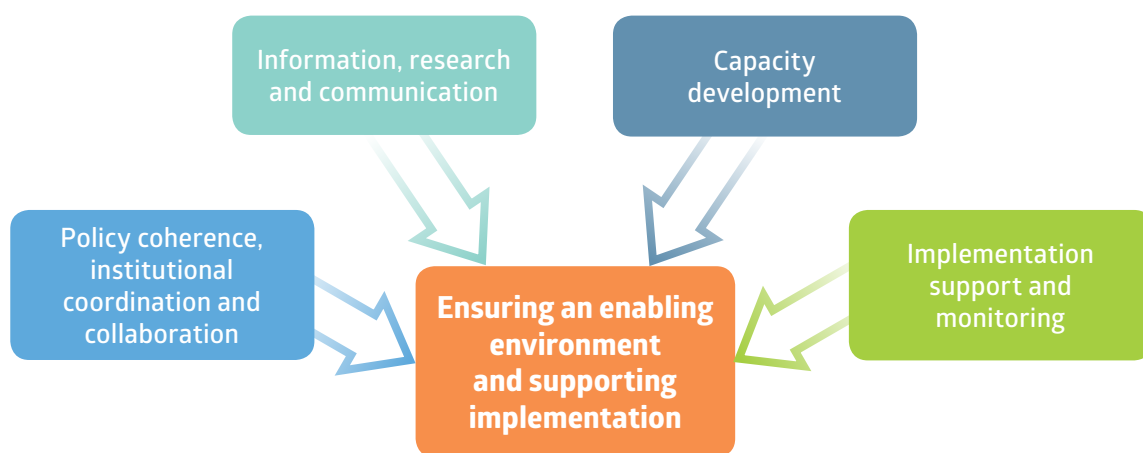 Information, research
and communication
Capacity
development
Policy coherence,
institutional
coordination and
collaboration
Implementation
support and
monitoring
Ensuring an enabling
environment
and supporting
implementation